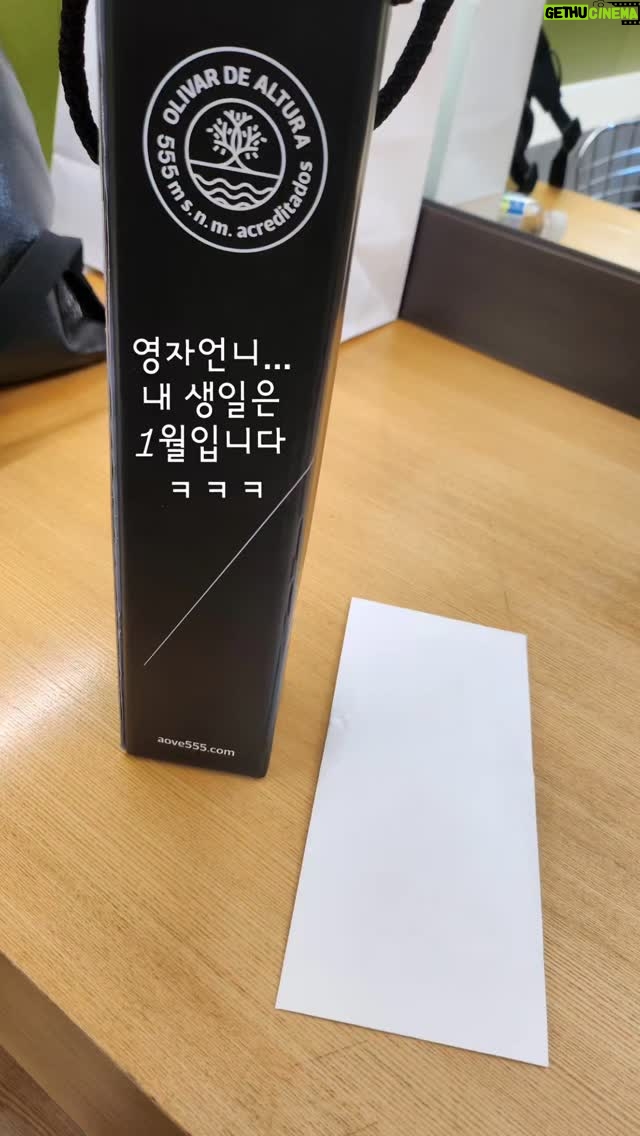 GETHUCINEMA
OLIVAR DE ALTURA
555 m s.n.m. acreditados
영자언니...
내 생일은
1월입니다
ㅋㅋㅋ
aove555.com